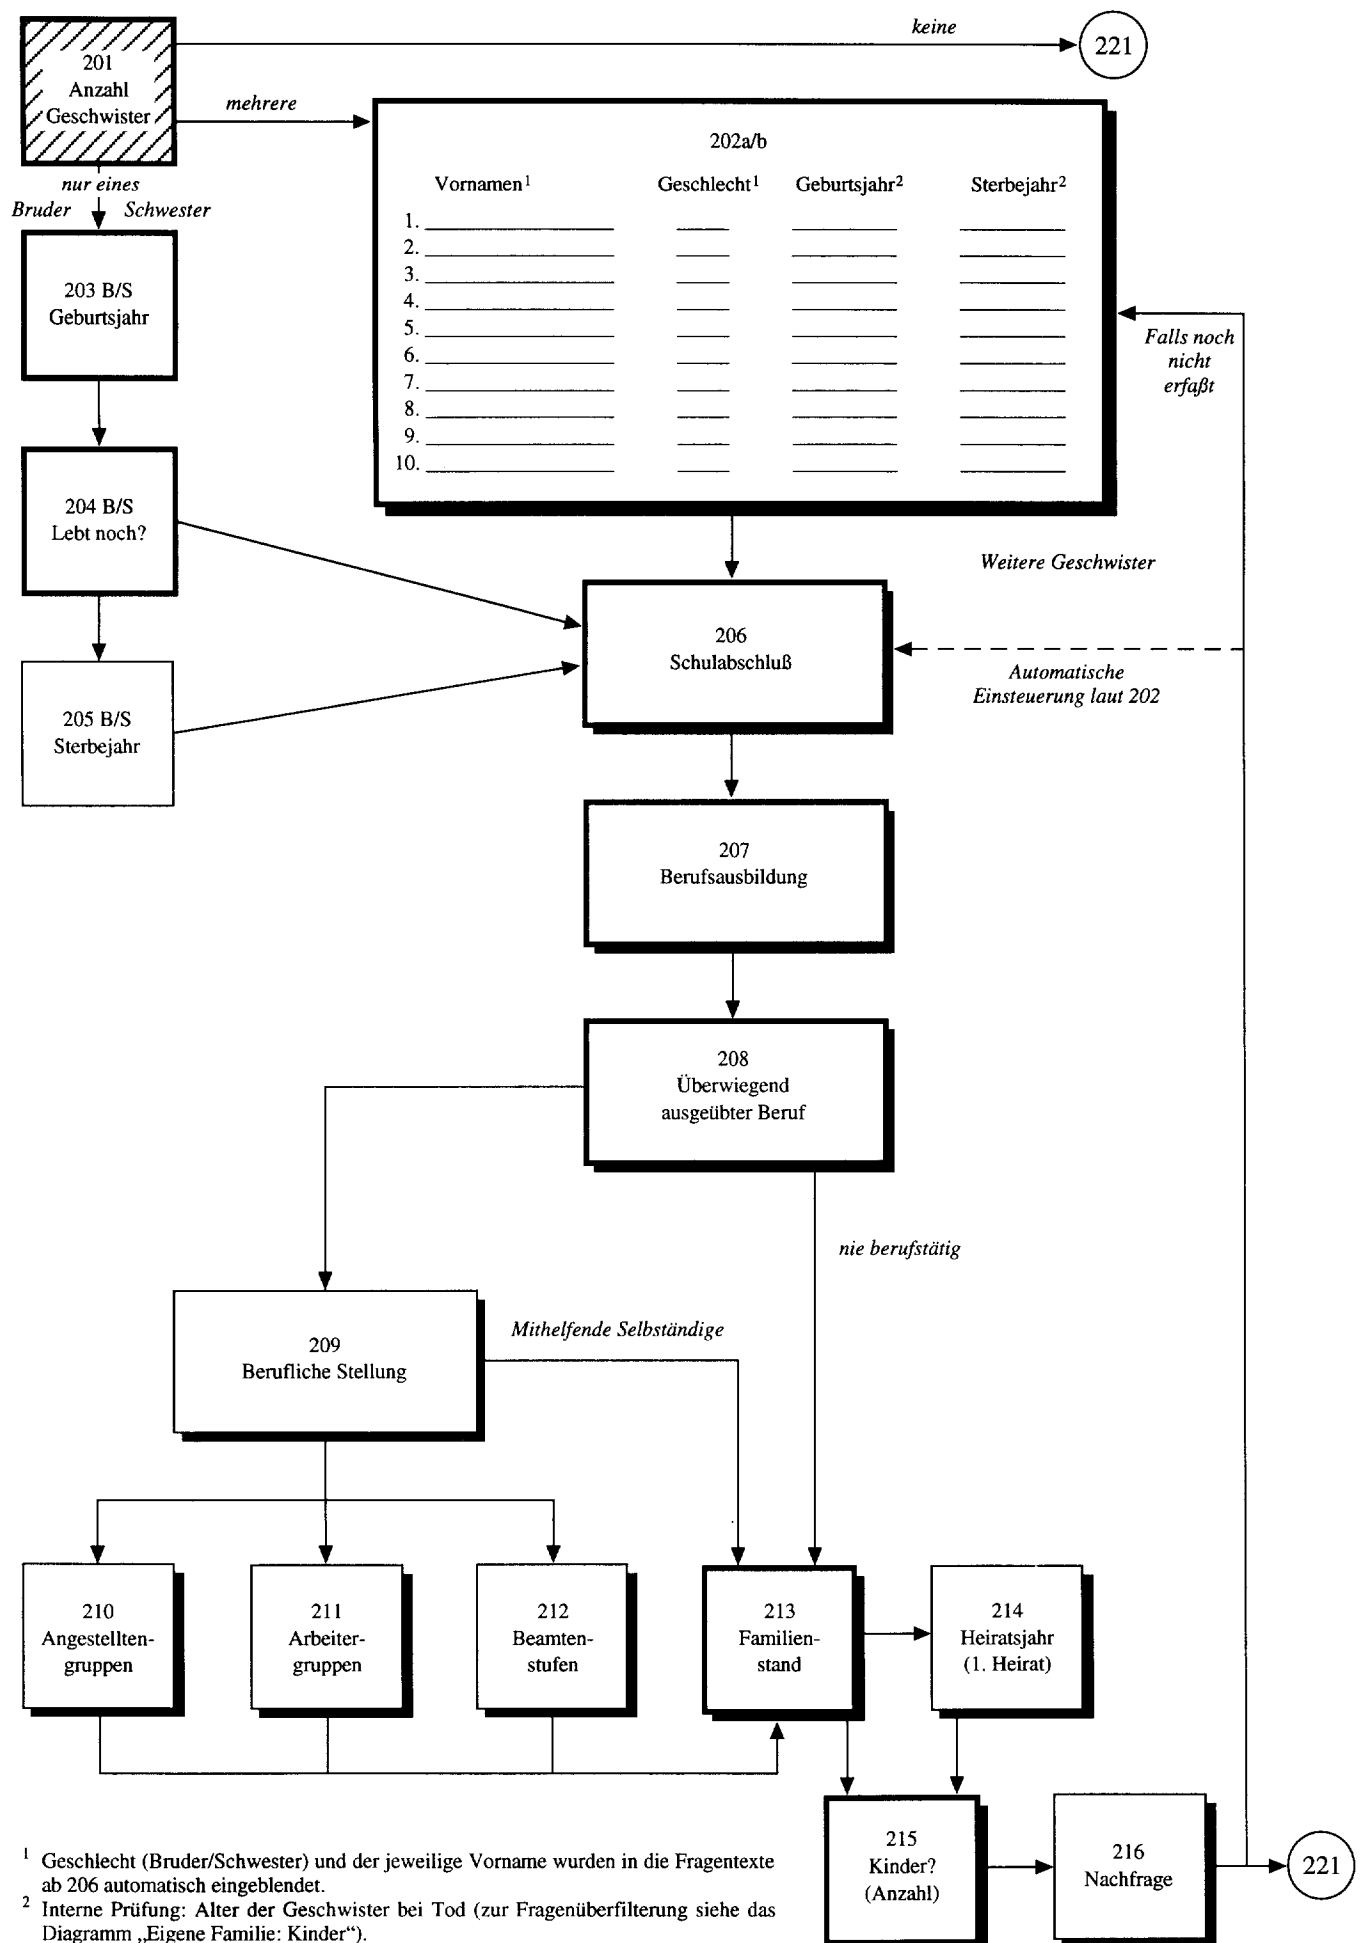 keine
221
201
Anzahl
Geschwister
mehrere
nur eines
Bruder Schwester
202a/b
Vornamen¹ Geschlecht¹ Geburtsjahr² Sterbejahr²
1.
2.
3.
4.
5.
6.
7.
8.
9.
10.
203 B/S
Geburtsjahr
Falls noch
nicht
erfaßt
204 B/S
Lebt noch?
Weitere Geschwister
206
Schulabschluß
Automatische
Einsteuerung laut 202
205 B/S
Sterbejahr
207
Berufsausbildung
208
Überwiegend
ausgeübter Beruf
nie berufstätig
209
Berufliche Stellung
Mithelfende Selbständige
210
Angestellten-
gruppen
211
Arbeiter-
gruppen
212
Beamten-
stufen
213
Familien-
stand
214
Heiratsjahr
(1. Heirat)
215
Kinder?
(Anzahl)
216
Nachfrage
221
¹ Geschlecht (Bruder/Schwester) und der jeweilige Vorname wurden in die Fragentexte
ab 206 automatisch eingeblendet.
² Interne Prüfung: Alter der Geschwister bei Tod (zur Fragenüberfilterung siehe das
Diagramm „Eigene Familie: Kinder“).